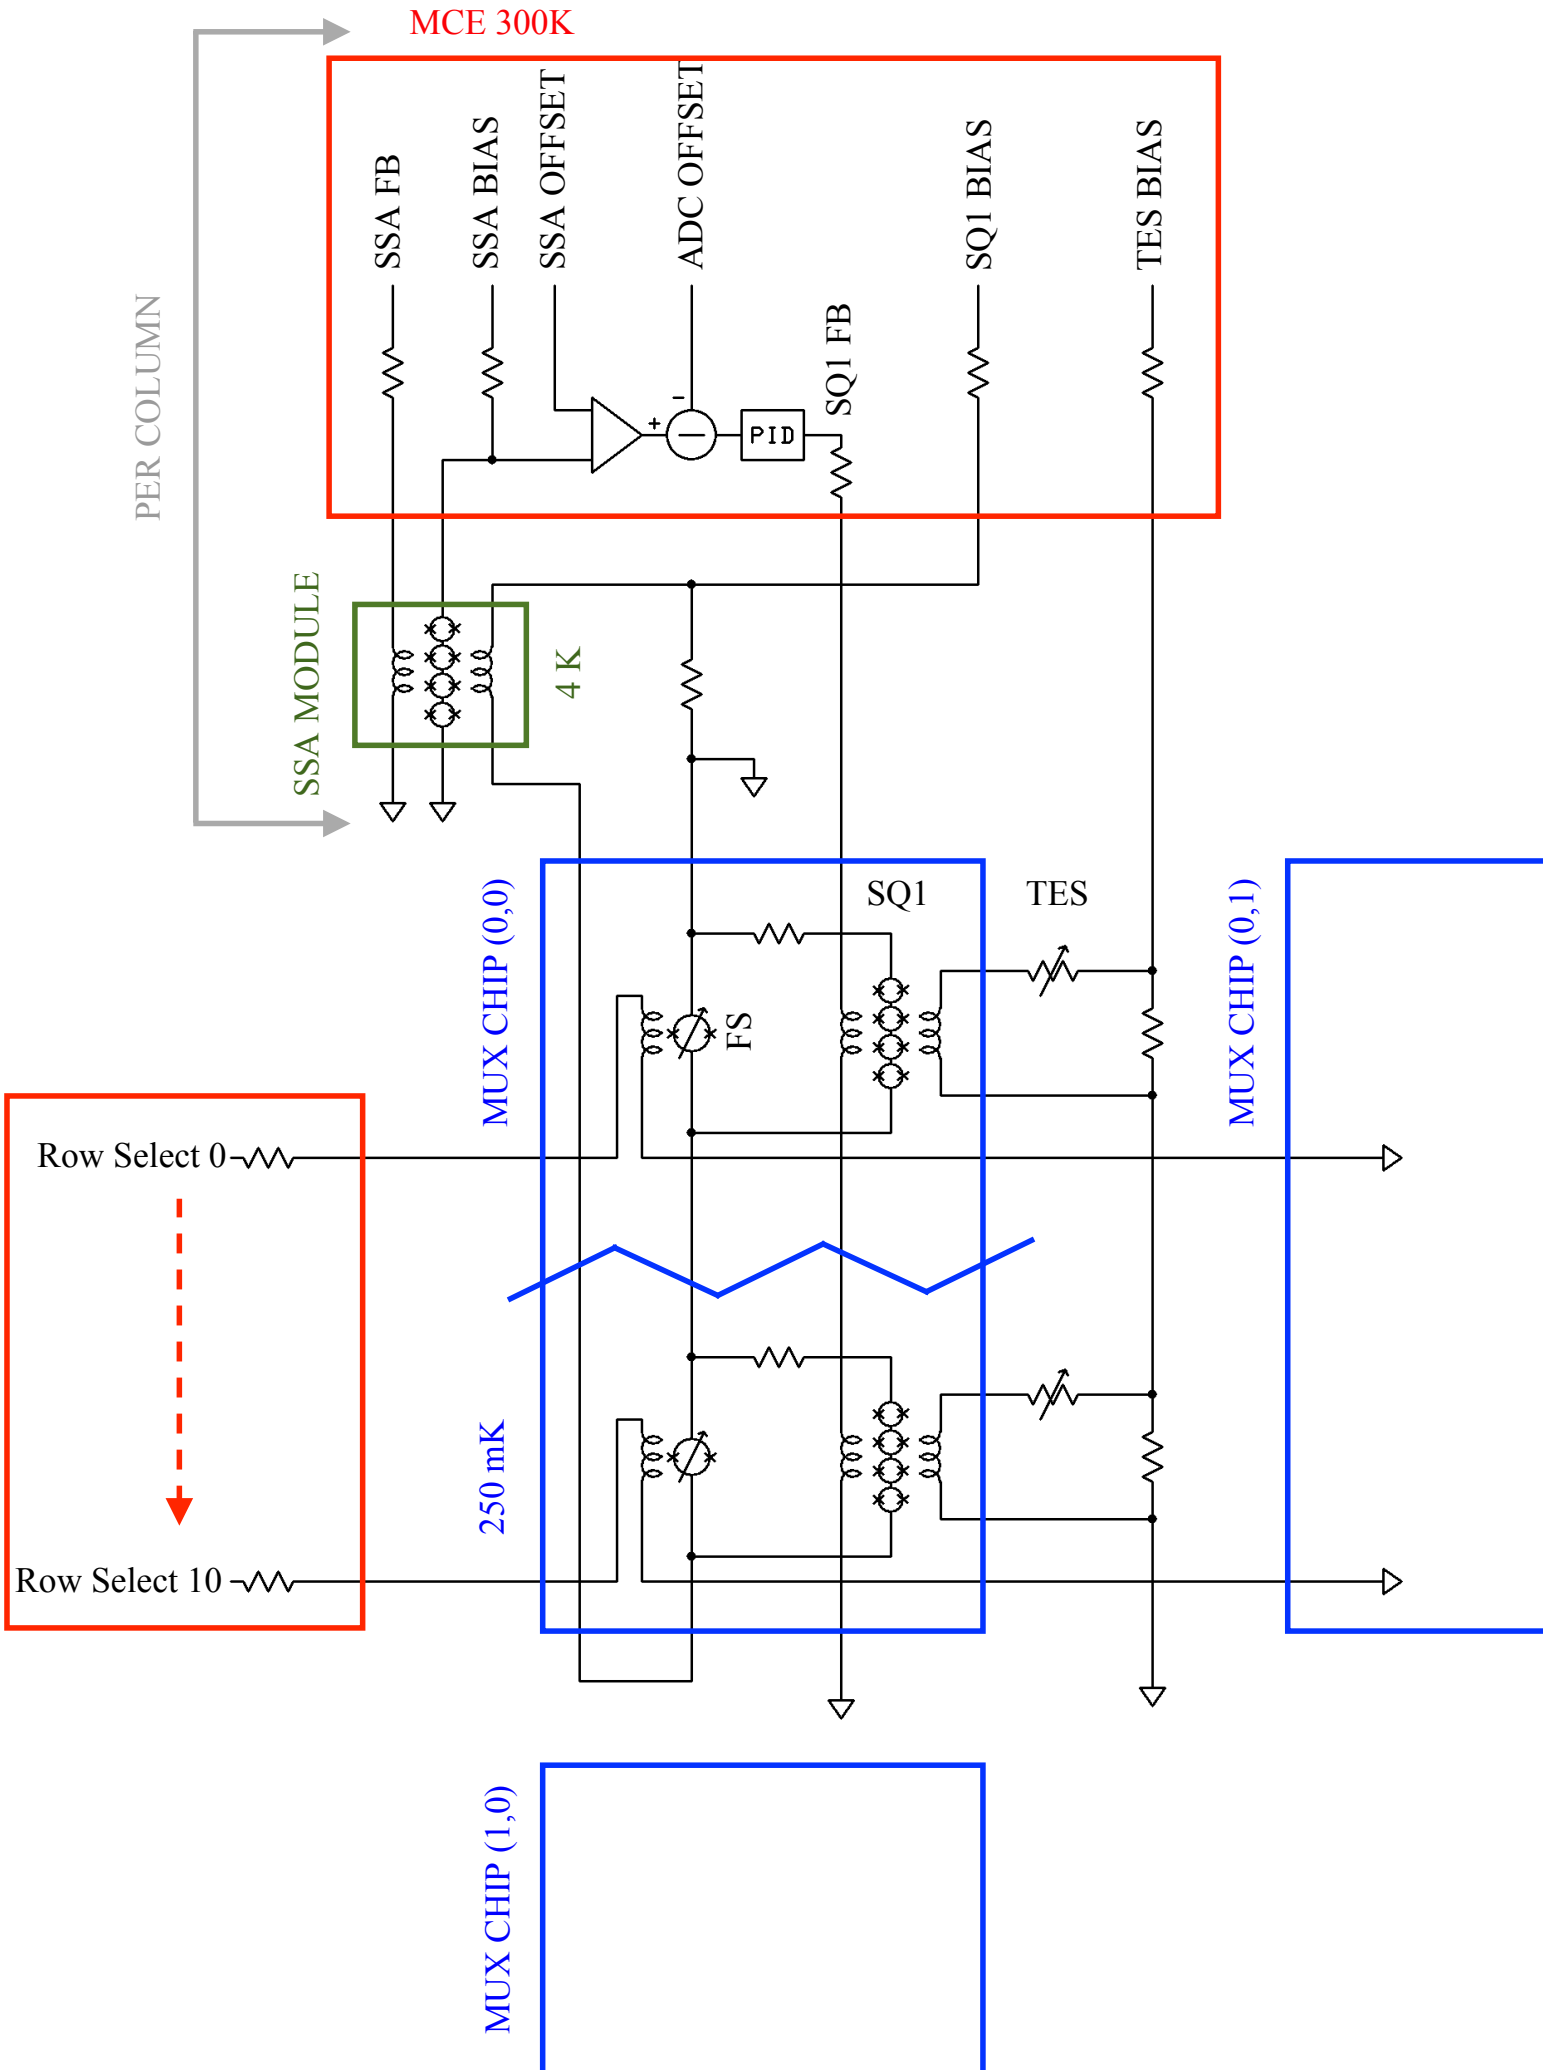 MCE 300K
PER COLUMN
SSA FB
SSA BIAS
SSA OFFSET
ADC OFFSET
SQ1 FB
SQ1 BIAS
TES BIAS
+
-
PID
SSA MODULE
4 K
MUX CHIP (0,0)
SQ1
TES
MUX CHIP (0,1)
FS
Row Select 0
250 mK
Row Select 10
MUX CHIP (1,0)